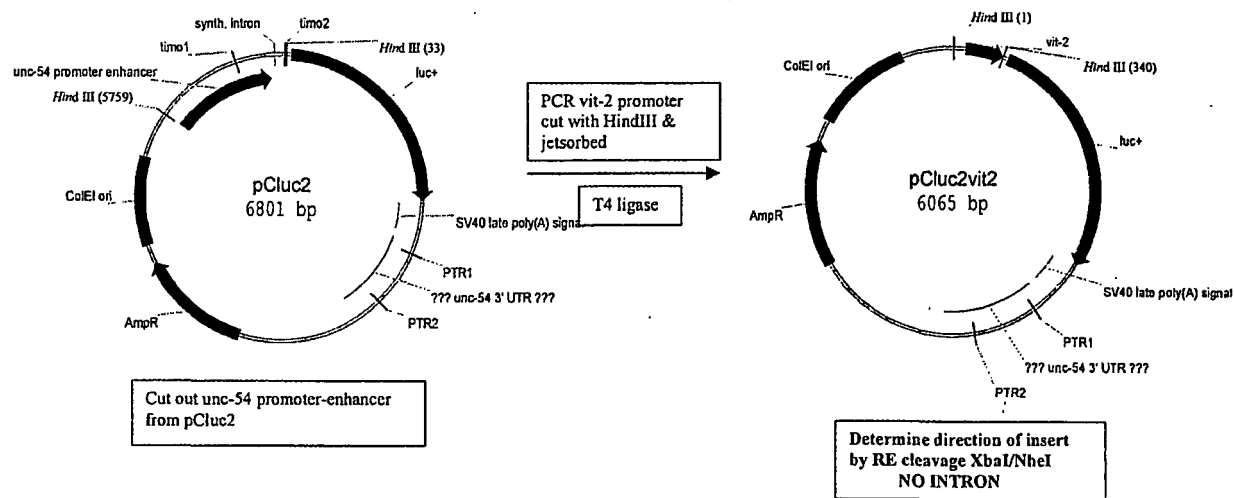 synth. Intron
timo2
timo1
Hind III (33)
unc-54 promoter enhancer
luc+
Hind III (5759)
pCluc2
6801 bp
ColEI ori
SV40 late poly(A) signal
PTR1
??? unc-54 3' UTR ???
PTR2
AmpR
Cut out unc-54 promoter-enhancer
from pCluc2
PCR vit-2 promoter
cut with HindIII &
jetsorbed
T4 ligase
Hind III (1)
vit-2
Hind III (340)
ColEI ori
luc+
pCluc2vit2
6065 bp
AmpR
SV40 late poly(A) signal
PTR1
??? unc-54 3' UTR ???
PTR2
Determine direction of insert
by RE cleavage XbaI/NheI
NO INTRON